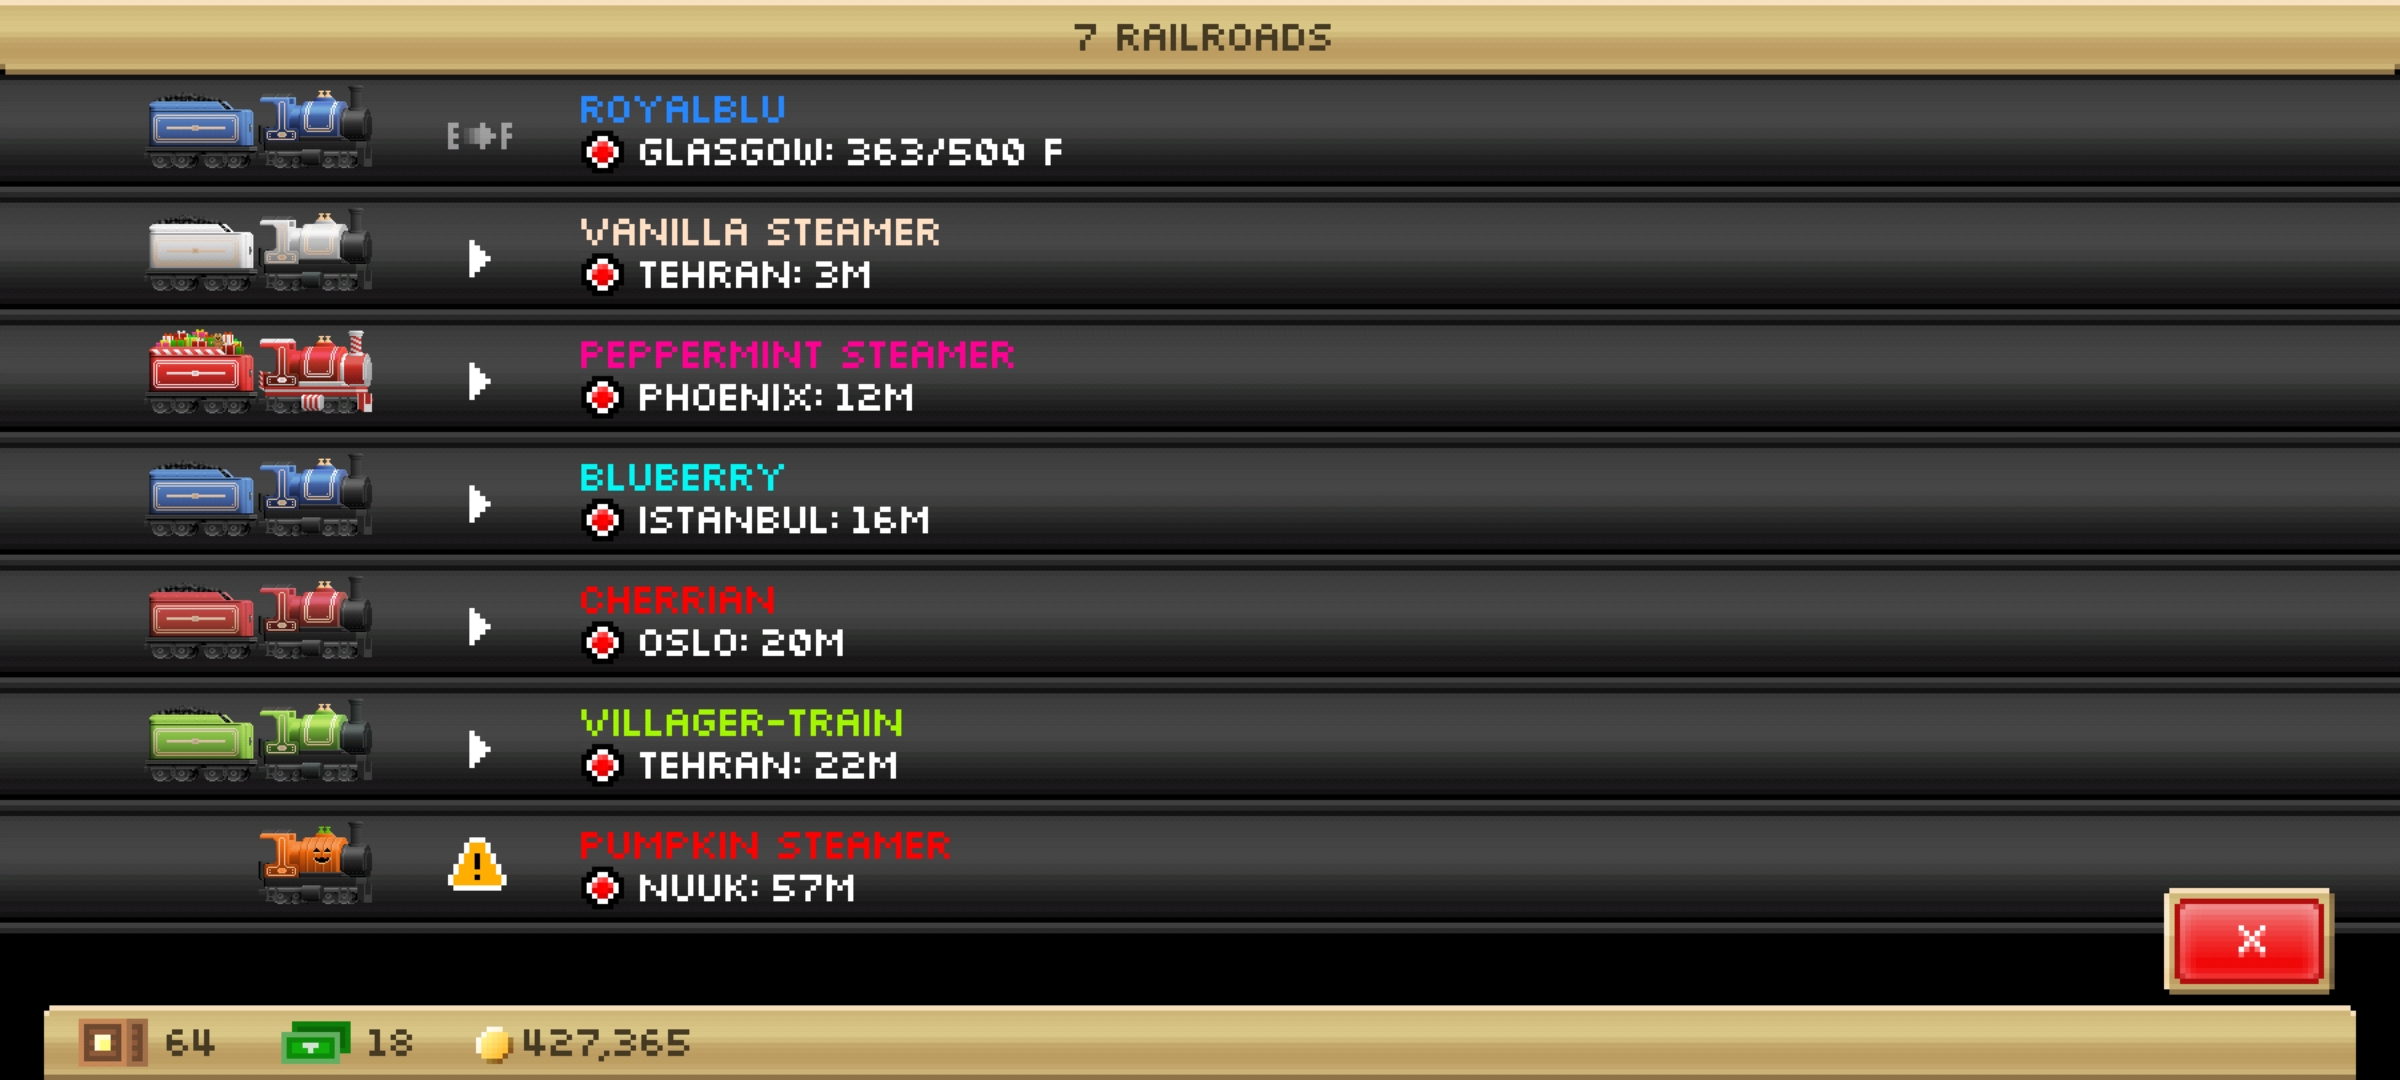 7 RAILROADS
ROYALBLU
E F
GLASGOW: 363/500 F
VANILLA STEAMER
TEHRAN: 3M
PEPPERMINT STEAMER
PHOENIX: 12M
BLUBERRY
ISTANBUL: 16M
CHERRIAN
OSLO: 20M
VILLAGER-TRAIN
TEHRAN: 22M
PUMPKIN STEAMER
!
NUUK: 57M
X
64 18 427,365